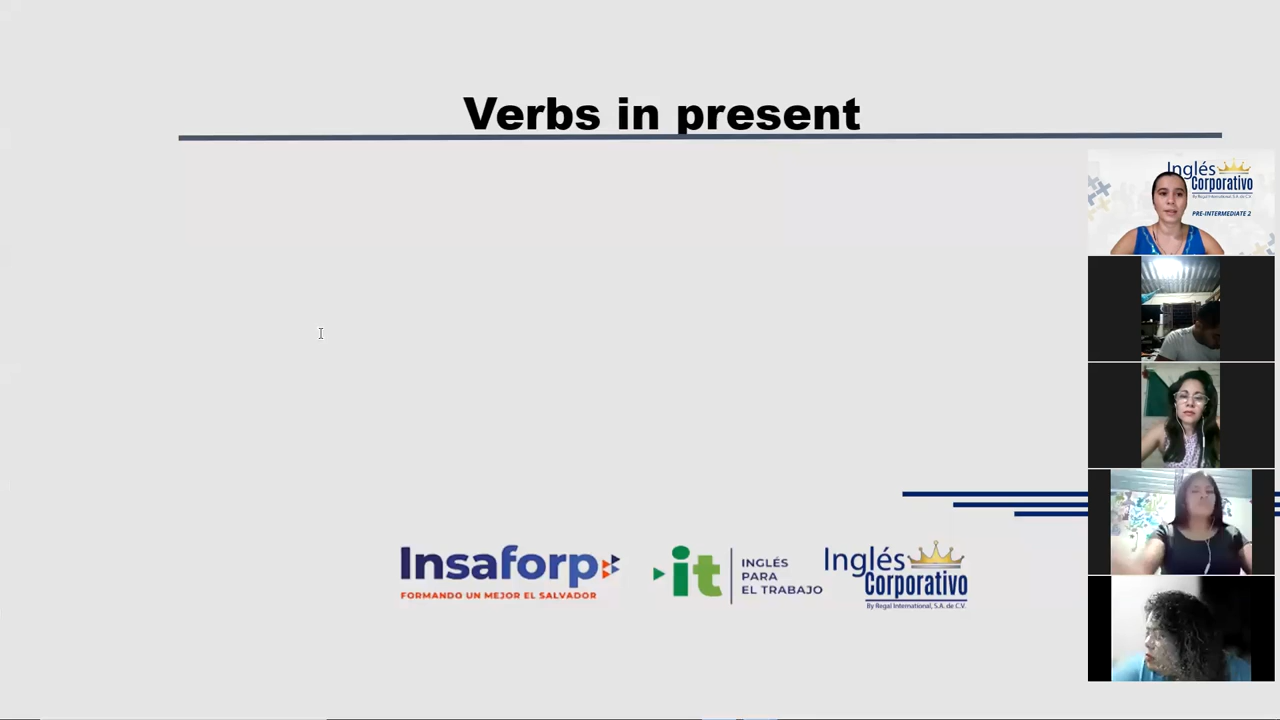 Verbs in present
Inglés
Corporativo
By Regal International, S.A. de C.V.
PRE-INTERMEDIATE 2
Insaforp
FORMANDO UN MEJOR EL SALVADOR
it
INGLÉS
PARA
EL TRABAJO
Inglés
Corporativo
By Regal International, S.A. de C.V.